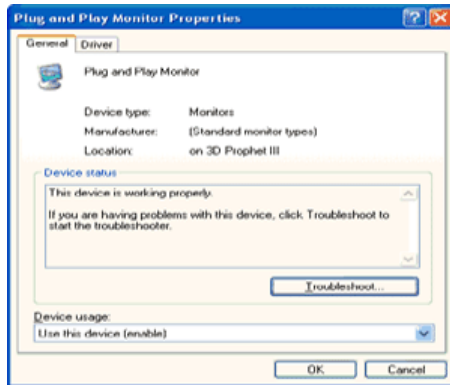 Plug and Play Monitor Properties
General Driver
Plug and Play Monitor
Device type: Monitors
Manufacturer: (Standard monitor types)
Location: on 3D Prophet III
Device status
This device is working properly.
If you are having problems with this device, click Troubleshoot to
start the troubleshooter.
Troubleshoot...
Device usage:
Use this device (enable)
OK Cancel